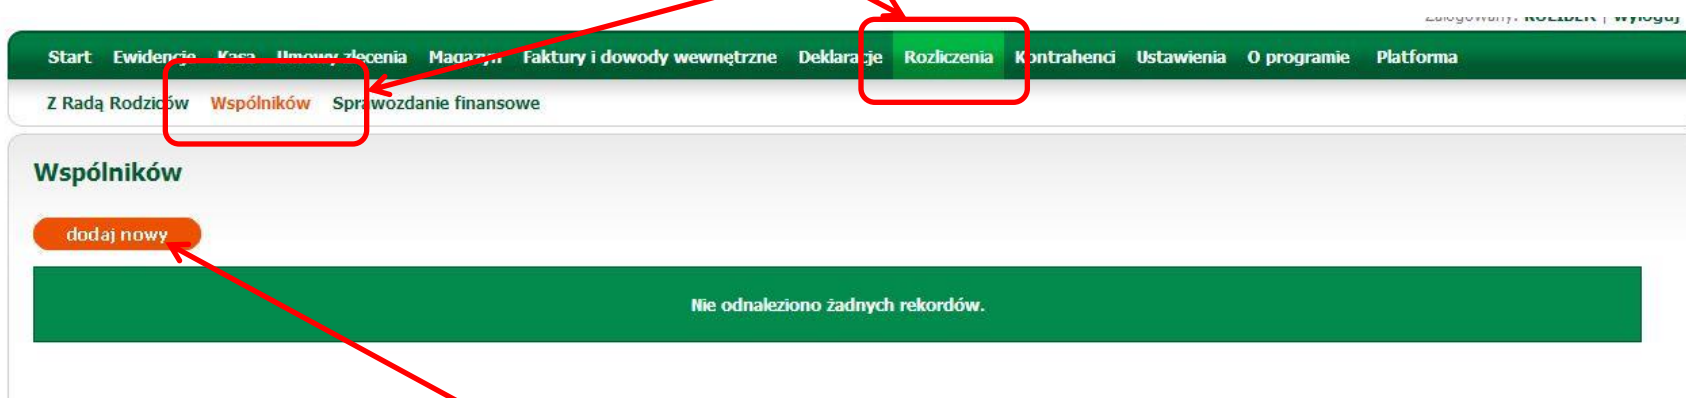 Zalogowany: KOLIBER | wyloguj
Start Ewidencje Kasa Umowy zlecenia Magazyn Faktury i dowody wewnętrzne Deklaracje Rozliczenia Kontrahenci Ustawienia O programie Platforma
Z Radą Rodziców Wspólników Sprawozdanie finansowe
Wspólników
dodaj nowy
Nie odnaleziono żadnych rekordów.